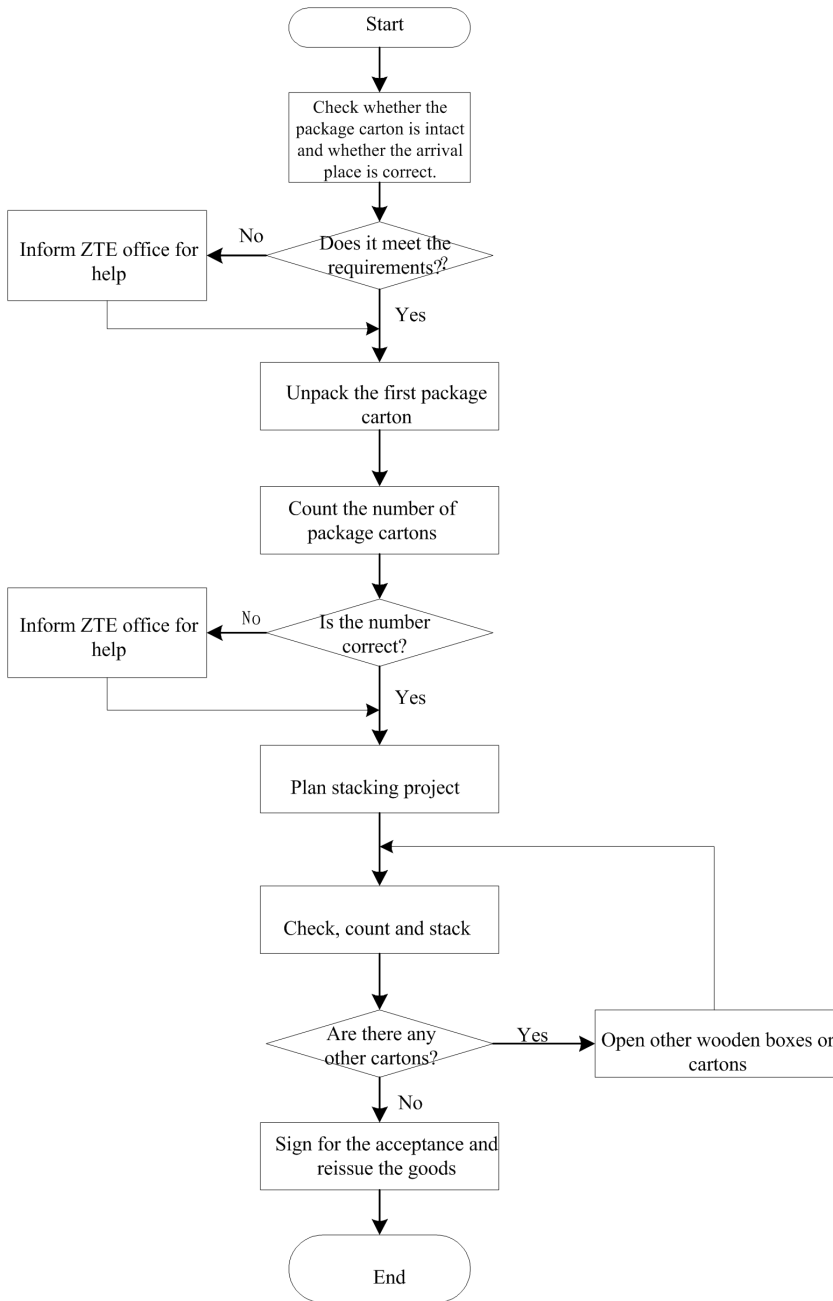 Start
Check whether the
package carton is intact
and whether the arrival
place is correct.
Does it meet the
requirements??
No
Inform ZTE office for
help
Yes
Unpack the first package
carton
Count the number of
package cartons
Is the number
correct?
No
Inform ZTE office for
help
Yes
Plan stacking project
Check, count and stack
Are there any
other cartons?
Yes
Open other wooden boxes or
cartons
No
Sign for the acceptance and
reissue the goods
End